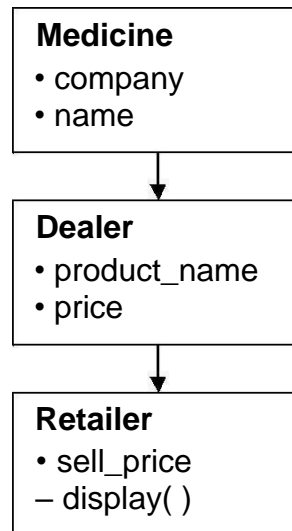 Medicine
• company
• name
Dealer
• product_name
• price
Retailer
• sell_price
– display( )